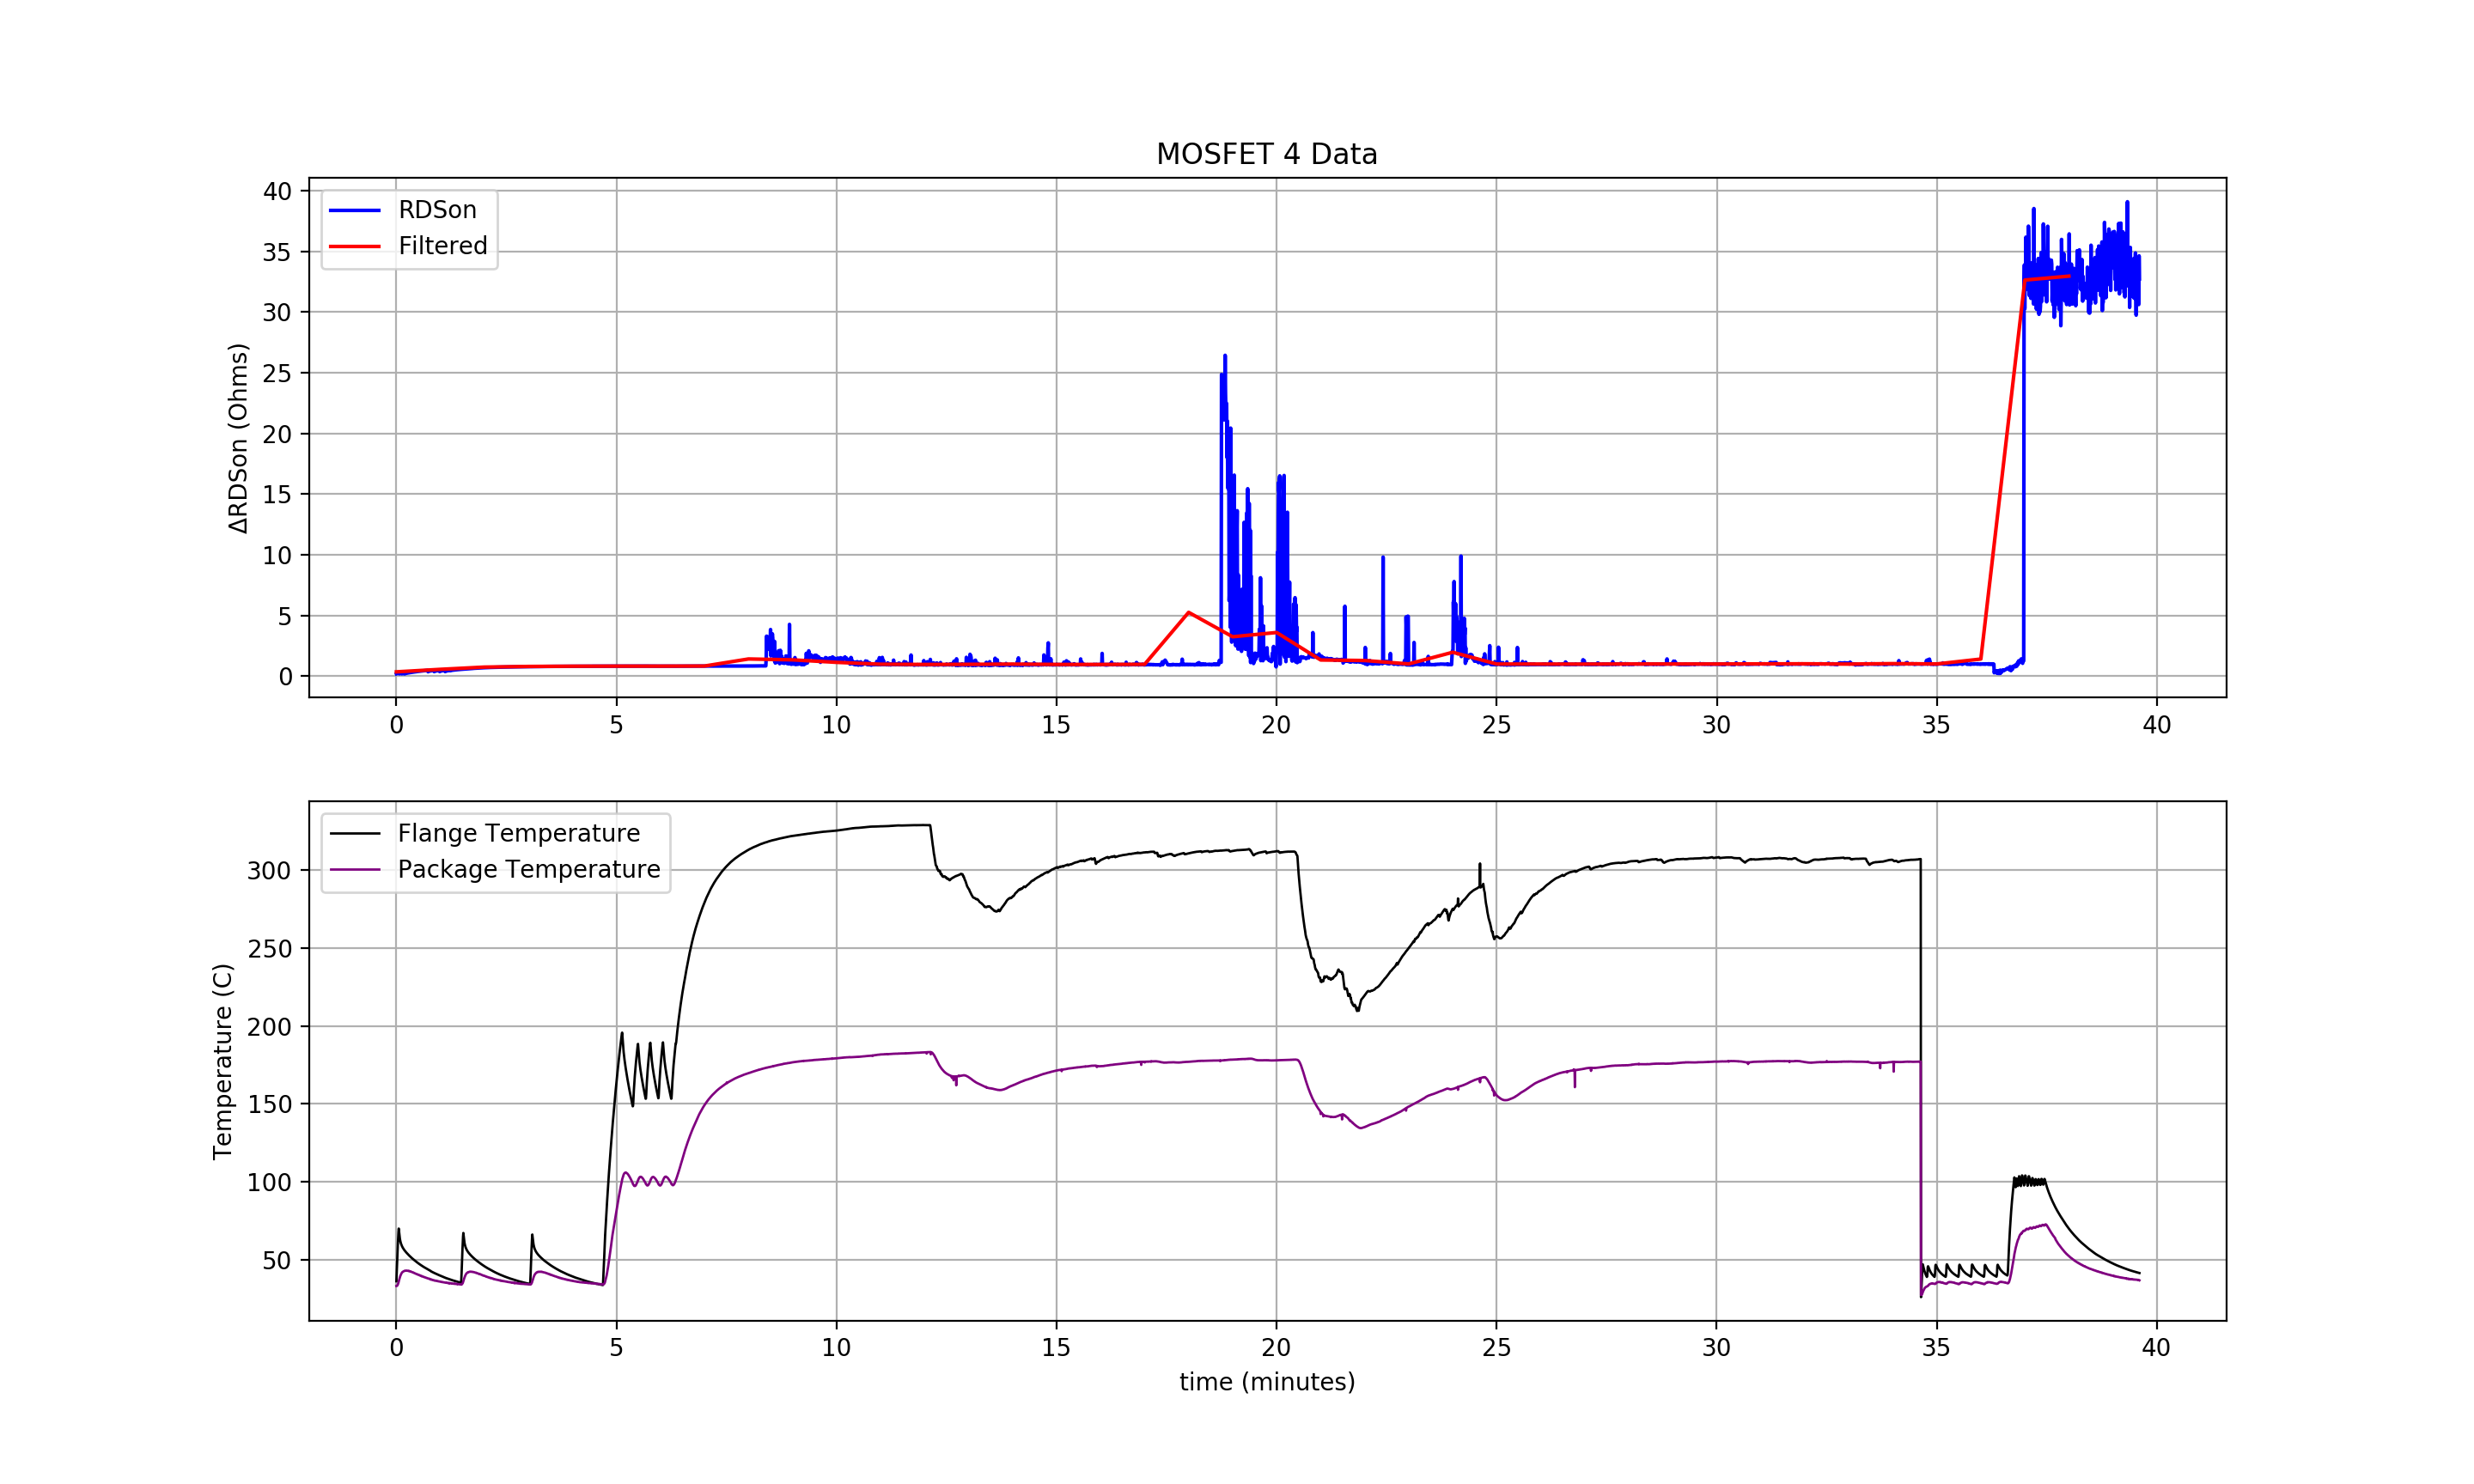 MOSFET 4 Data
40
35
30
25
20
15
10
5
0
ΔRDSon (Ohms)
RDSon
Filtered
0 5 10 15 20 25 30 35 40
300
250
200
150
100
50
Temperature (C)
Flange Temperature
Package Temperature
0 5 10 15 20 25 30 35 40
time (minutes)